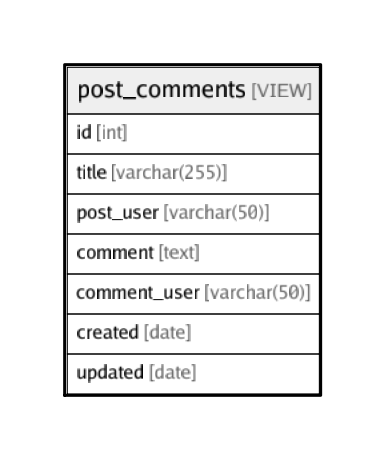 post_comments [VIEW]
id [int]
title [varchar(255)]
post_user [varchar(50)]
comment [text]
comment_user [varchar(50)]
created [date]
updated [date]